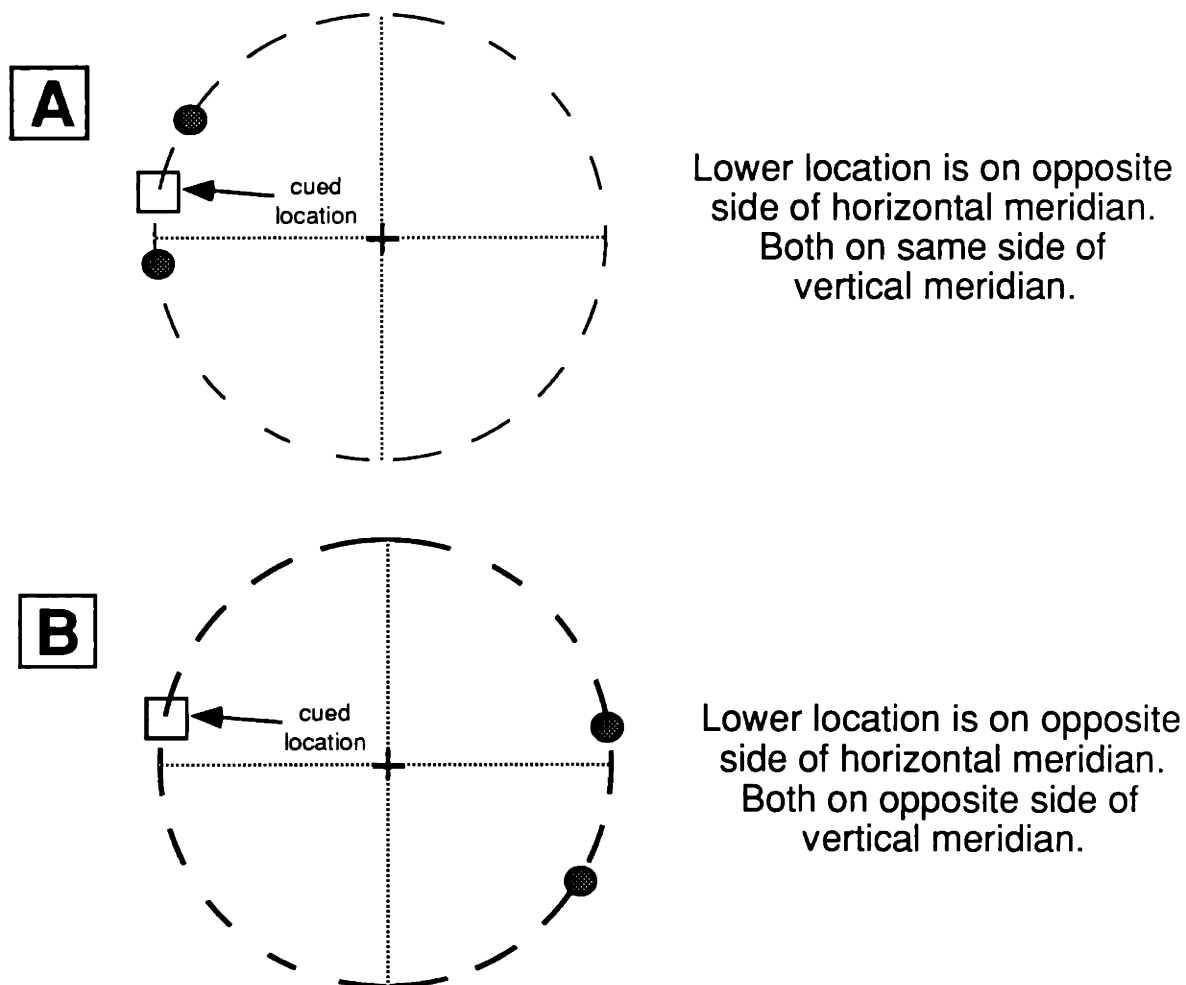 A
cued
location
Lower location is on opposite
side of horizontal meridian.
Both on same side of
vertical meridian.
B
cued
location
Lower location is on opposite
side of horizontal meridian.
Both on opposite side of
vertical meridian.